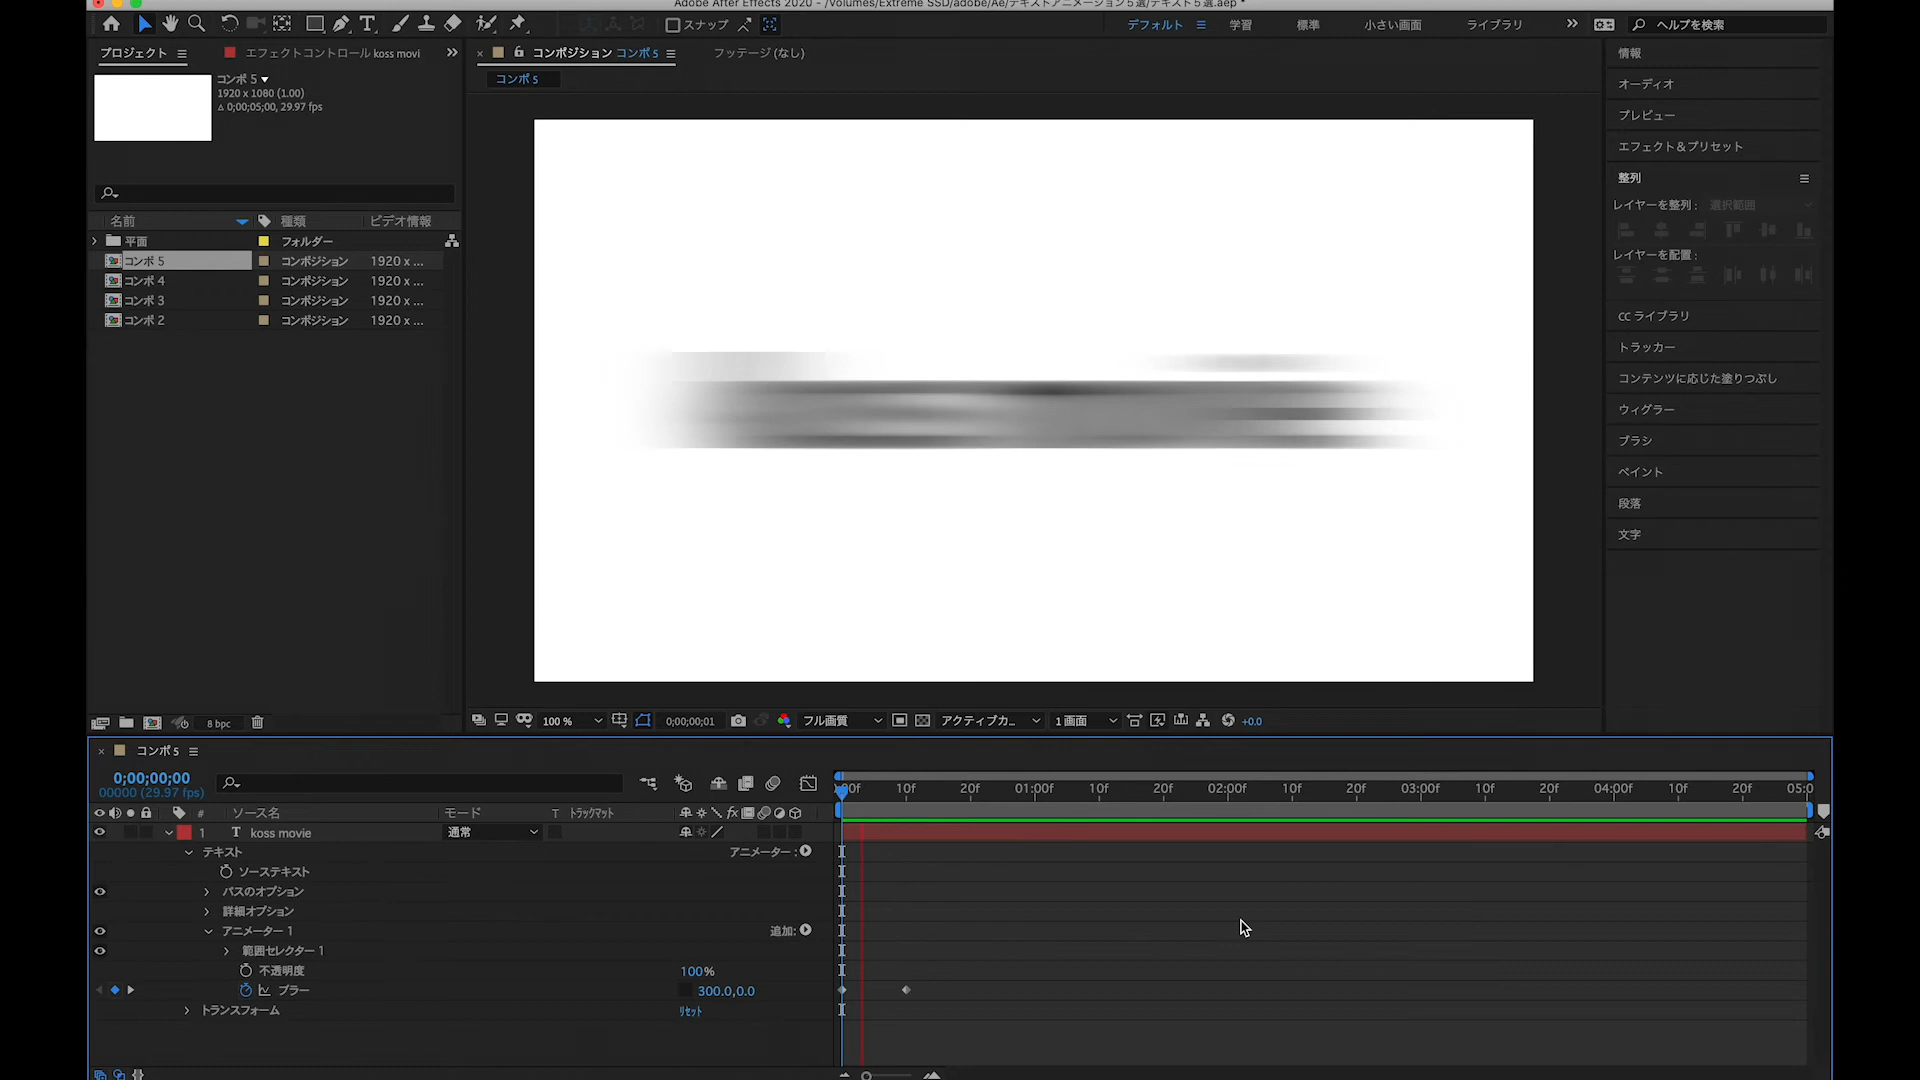 Adobe After Effects 2020 - /Volumes/Extreme SSD/adobe/Ae/テキストアニメーション５選/テキスト５選.aep *
スナップ
デフォルト
学習
標準
小さい画面
ライブラリ
ヘルプを検索
プロジェクト
エフェクトコントロール koss movi
コンポジション コンポ 5
フッテージ (なし)
コンポ 5
1920 x 1080 (1.00)
Δ 0;00;05;00, 29.97 fps
コンポ 5
名前
種類
ビデオ情報
平面
フォルダー
コンポ 5
コンポジション
1920 x ...
コンポ 4
コンポジション
1920 x ...
コンポ 3
コンポジション
1920 x ...
コンポ 2
コンポジション
1920 x ...
8 bpc
100 %
0;00;00;01
フル画質
アクティブカ...
1 画面
+0.0
情報
オーディオ
プレビュー
エフェクト＆プリセット
整列
レイヤーを整列 :
選択範囲
レイヤーを配置 :
CC ライブラリ
トラッカー
コンテンツに応じた塗りつぶし
ウィグラー
ブラシ
ペイント
段落
文字
コンポ 5
0;00;00;00
00000 (29.97 fps)
# ソース名
モード
T トラックマット
00f 10f 20f 01:00f 10f 20f 02:00f 10f 20f 03:00f 10f 20f 04:00f 10f 20f 05:0
1 T koss movie
通常
テキスト
アニメーター :
ソーステキスト
パスのオプション
詳細オプション
アニメーター 1
追加:
範囲セレクター 1
不透明度
100%
ブラー
300.0,0.0
トランスフォーム
リセット